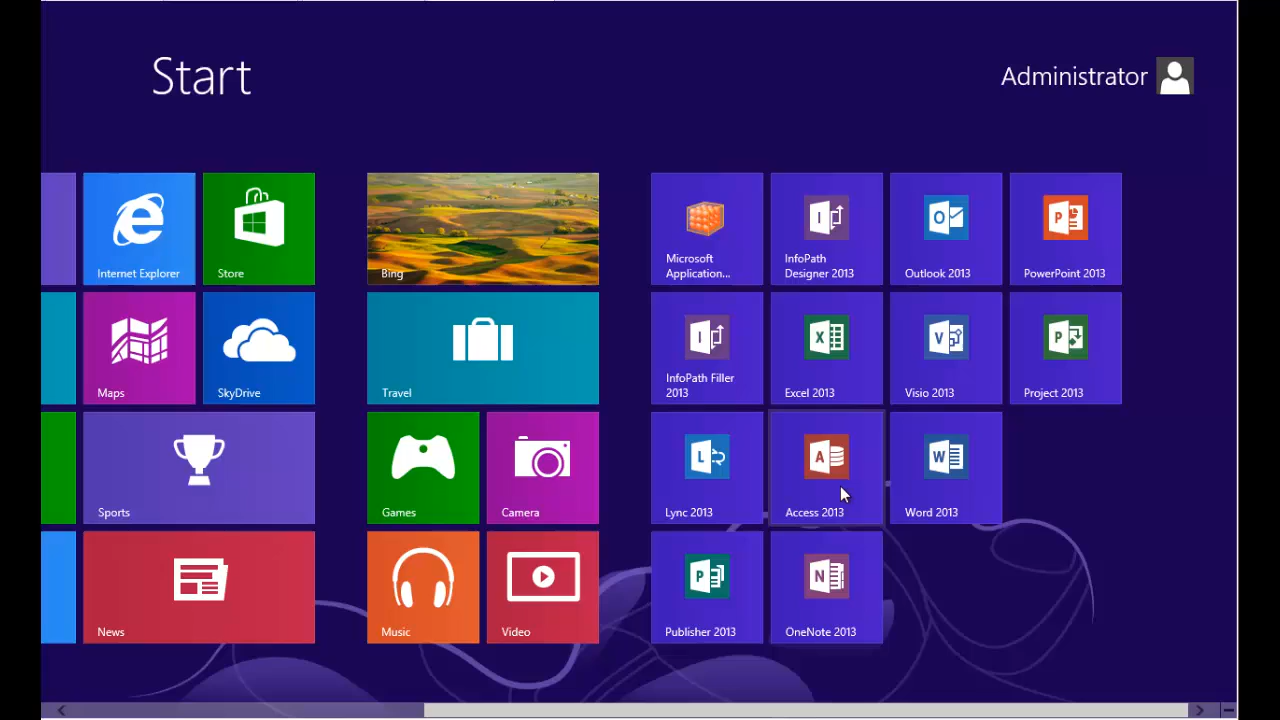 Start
Administrator
Internet Explorer
Store
Bing
Microsoft
Application...
InfoPath
Designer 2013
Outlook 2013
PowerPoint 2013
Maps
SkyDrive
Travel
InfoPath Filler
2013
Excel 2013
Visio 2013
Project 2013
Sports
Games
Camera
Lync 2013
Access 2013
Word 2013
News
Music
Video
Publisher 2013
OneNote 2013